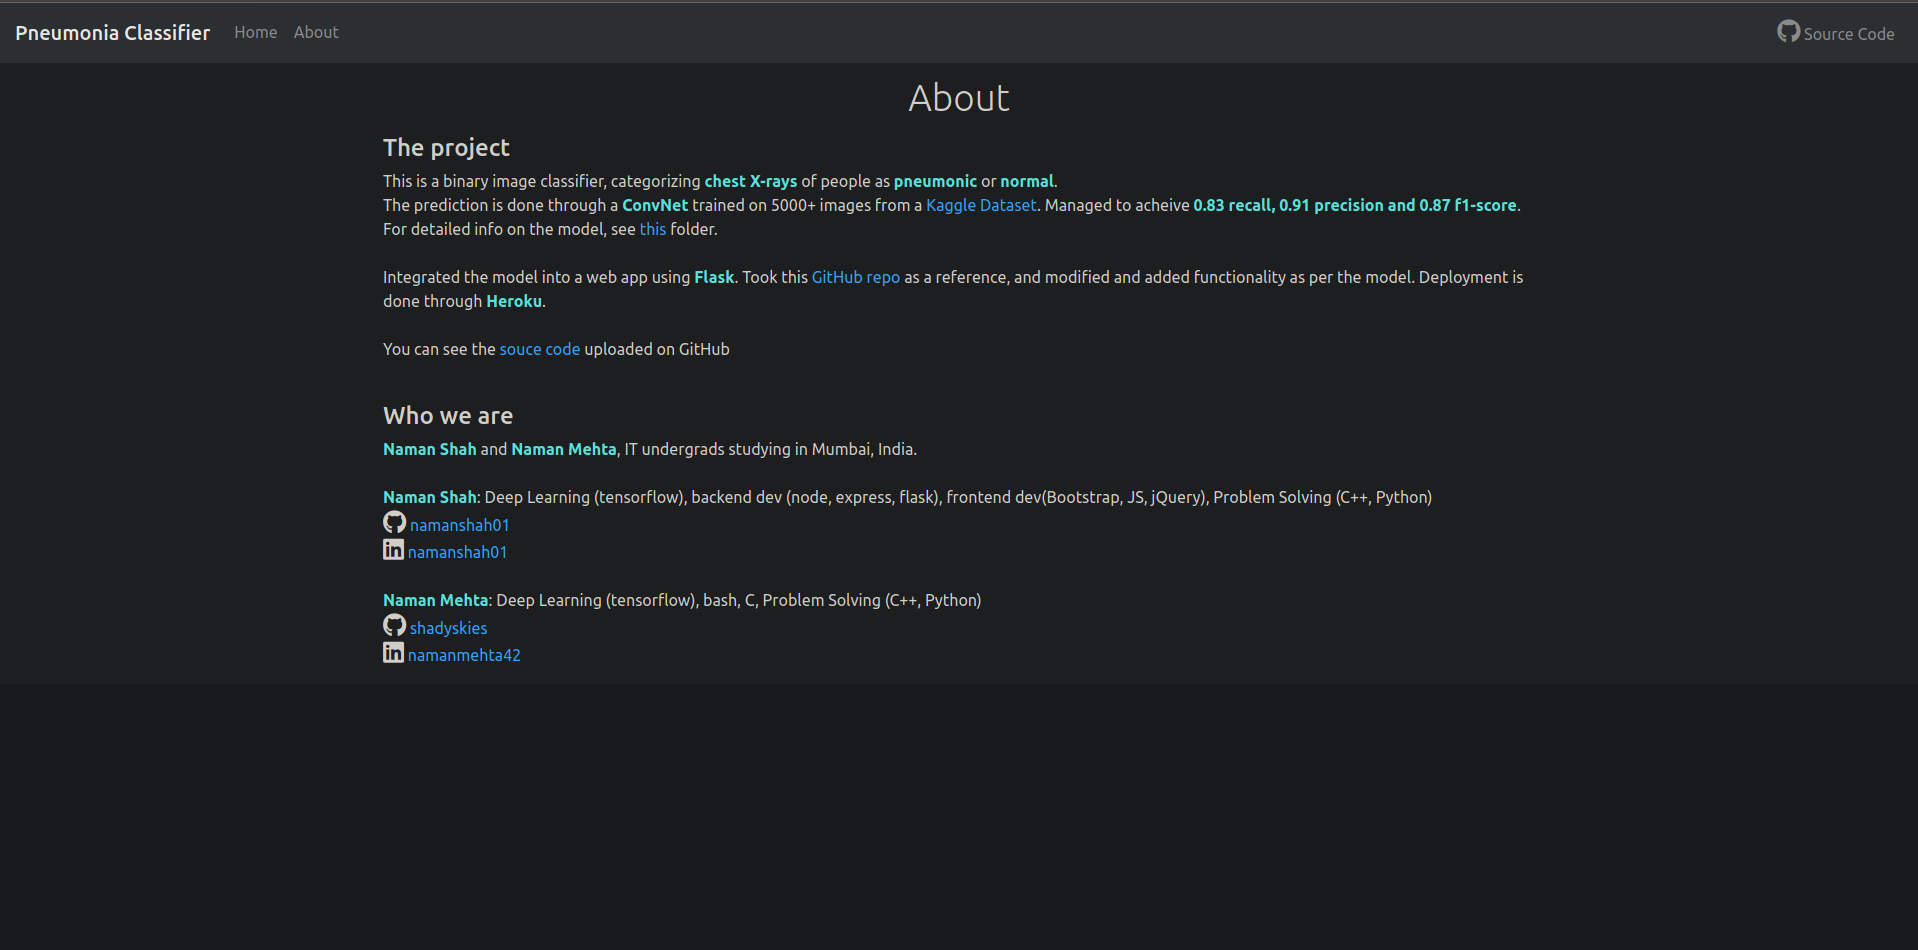 Pneumonia Classifier Home About Source Code
About
The project
This is a binary image classifier, categorizing chest X-rays of people as pneumonic or normal.
The prediction is done through a ConvNet trained on 5000+ images from a Kaggle Dataset. Managed to acheive 0.83 recall, 0.91 precision and 0.87 f1-score.
For detailed info on the model, see this folder.
Integrated the model into a web app using Flask. Took this GitHub repo as a reference, and modified and added functionality as per the model. Deployment is
done through Heroku.
You can see the souce code uploaded on GitHub
Who we are
Naman Shah and Naman Mehta, IT undergrads studying in Mumbai, India.
Naman Shah: Deep Learning (tensorflow), backend dev (node, express, flask), frontend dev(Bootstrap, JS, jQuery), Problem Solving (C++, Python)
namanshah01
in namanshah01
Naman Mehta: Deep Learning (tensorflow), bash, C, Problem Solving (C++, Python)
shadyskies
in namanmehta42